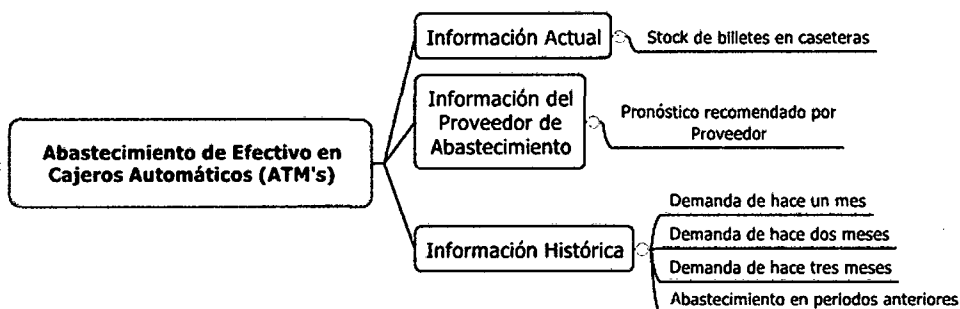 Información Actual
Stock de billetes en caseteras
Información del
Proveedor de
Abastecimiento
Pronóstico recomendado por
Proveedor
Abastecimiento de Efectivo en
Cajeros Automáticos (ATM's)
Información Histórica
Demanda de hace un mes
Demanda de hace dos meses
Demanda de hace tres meses
Abastecimiento en periodos anteriores